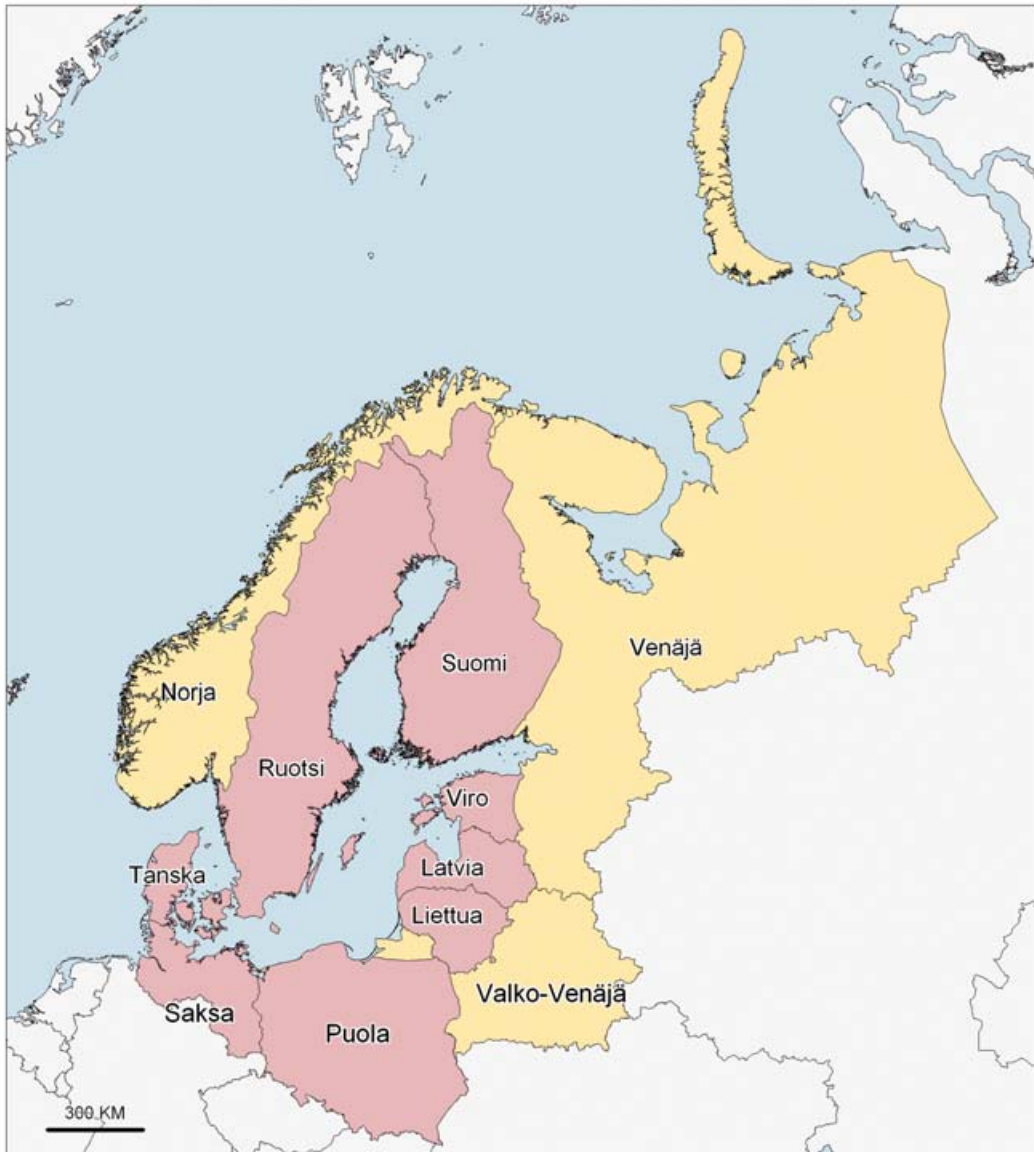 Venäjä
Suomi
Norja
Ruotsi
Viro
Latvia
Tanska
Liettua
Valko-Venäjä
Saksa
Puola
300 KM